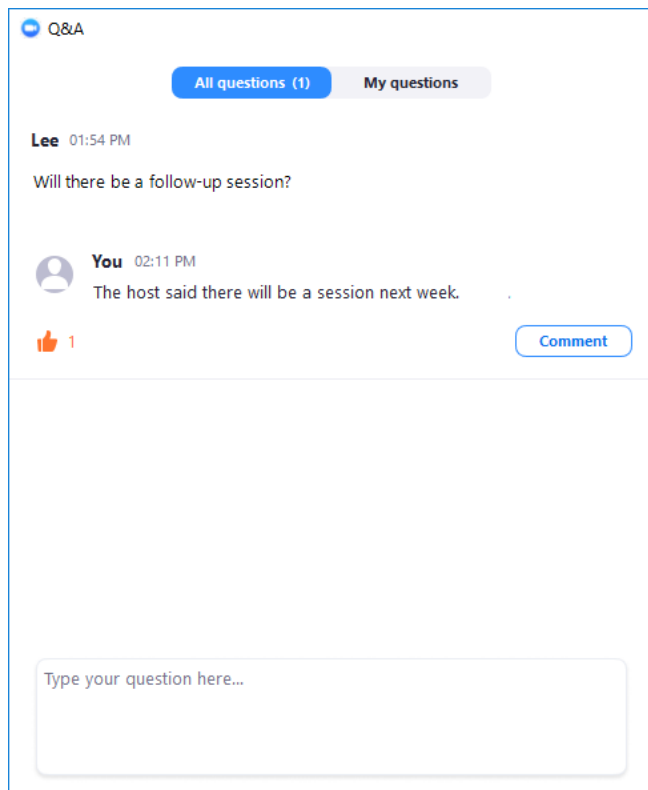 Q&A
All questions (1) My questions
Lee 01:54 PM
Will there be a follow-up session?
You 02:11 PM
The host said there will be a session next week.
1 Comment
Type your question here...